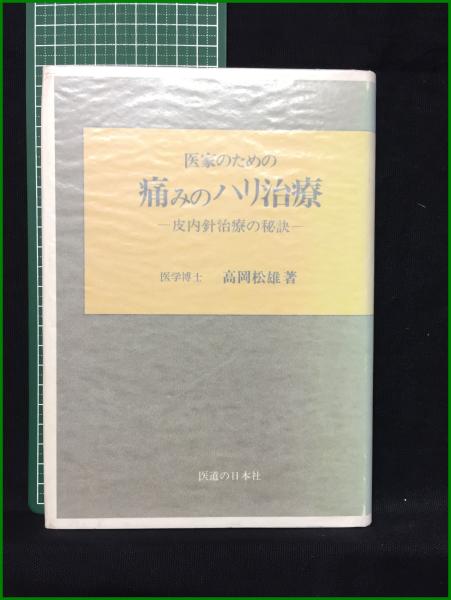 医家のための
痛みのハリ治療
―皮内針治療の秘訣―
医学博士 高岡松雄著
医道の日本社